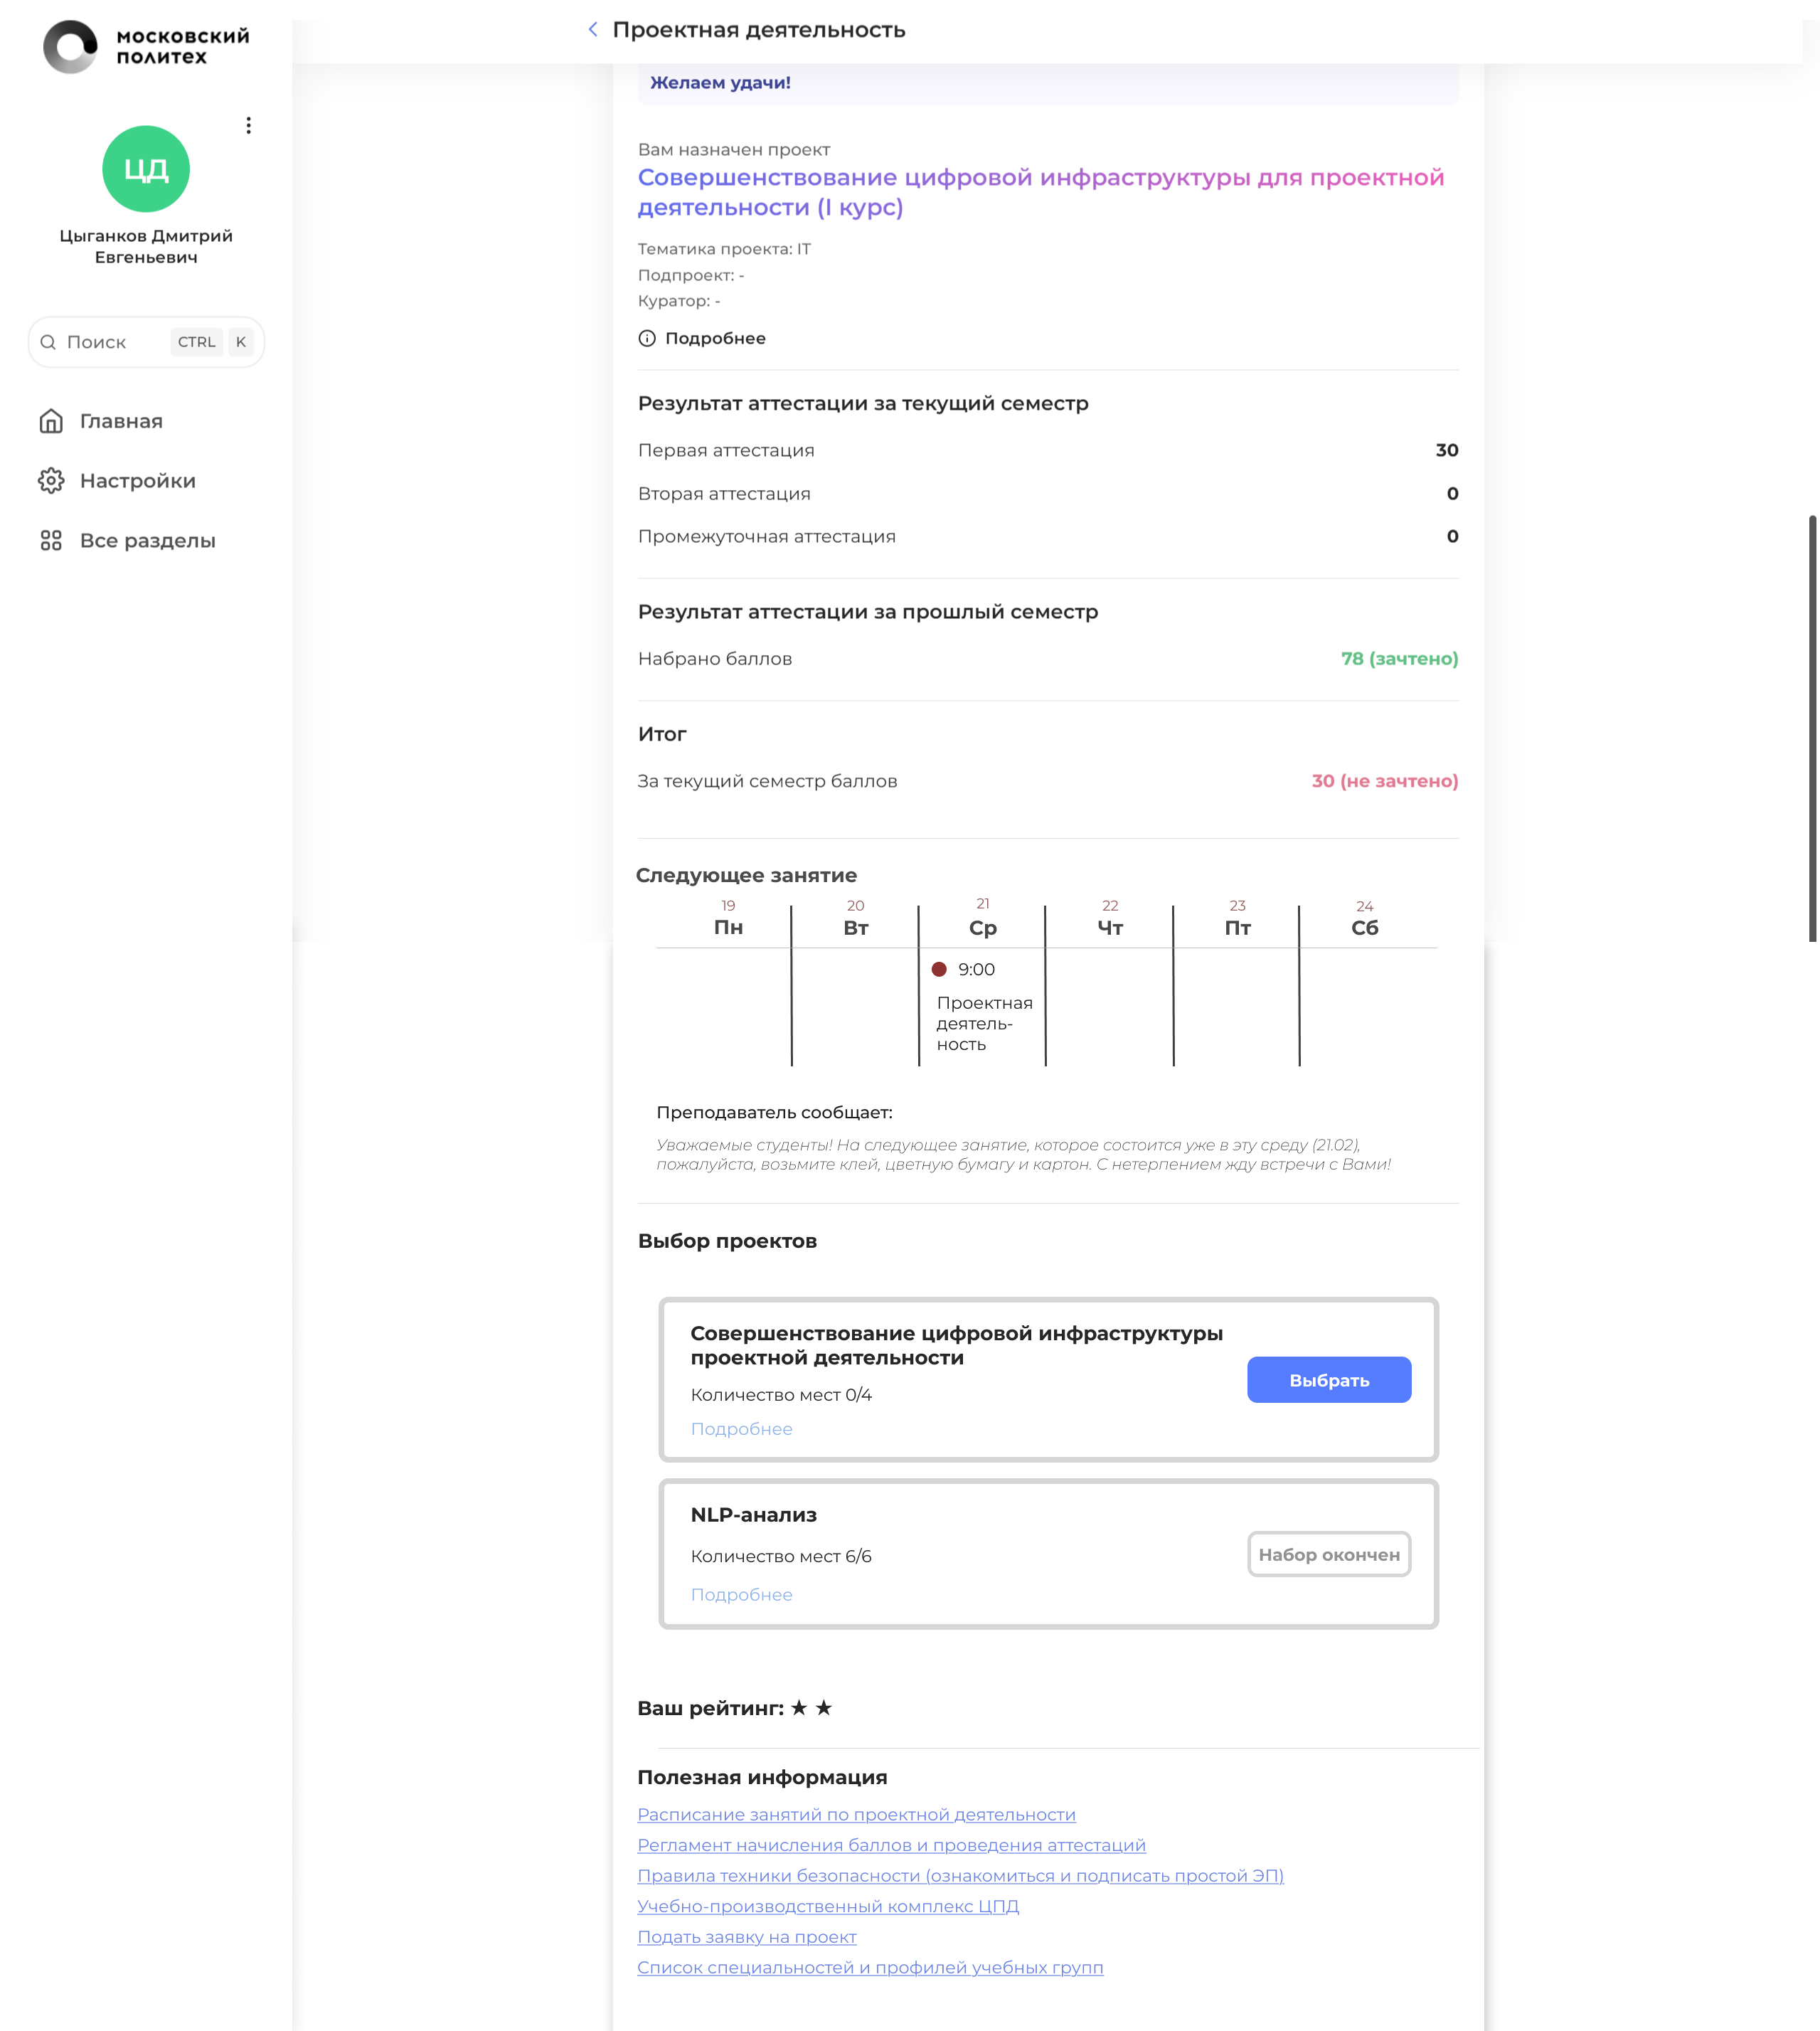 московский
политех
ЦД
Цыганков Дмитрий
Евгеньевич
Поиск CTRL K
Главная
Настройки
Все разделы
Проектная деятельность
Желаем удачи!
Вам назначен проект
Совершенствование цифровой инфраструктуры для проектной
деятельности (I курс)
Тематика проекта: IT
Подпроект: -
Куратор: -
Подробнее
Результат аттестации за текущий семестр
Первая аттестация 30
Вторая аттестация 0
Промежуточная аттестация 0
Результат аттестации за прошлый семестр
Набрано баллов 78 (зачтено)
Итог
За текущий семестр баллов 30 (не зачтено)
Следующее занятие
19 20 21 22 23 24
Пн Вт Ср Чт Пт Сб
9:00
Проектная
деятель-
ность
Преподаватель сообщает:
Уважаемые студенты! На следующее занятие, которое состоится уже в эту среду (21.02),
пожалуйста, возьмите клей, цветную бумагу и картон. С нетерпением жду встречи с Вами!
Выбор проектов
Совершенствование цифровой инфраструктуры
проектной деятельности
Количество мест 0/4
Подробнее
Выбрать
NLP-анализ
Количество мест 6/6
Подробнее
Набор окончен
Ваш рейтинг: ★ ★
Полезная информация
Расписание занятий по проектной деятельности
Регламент начисления баллов и проведения аттестаций
Правила техники безопасности (ознакомиться и подписать простой ЭП)
Учебно-производственный комплекс ЦПД
Подать заявку на проект
Список специальностей и профилей учебных групп